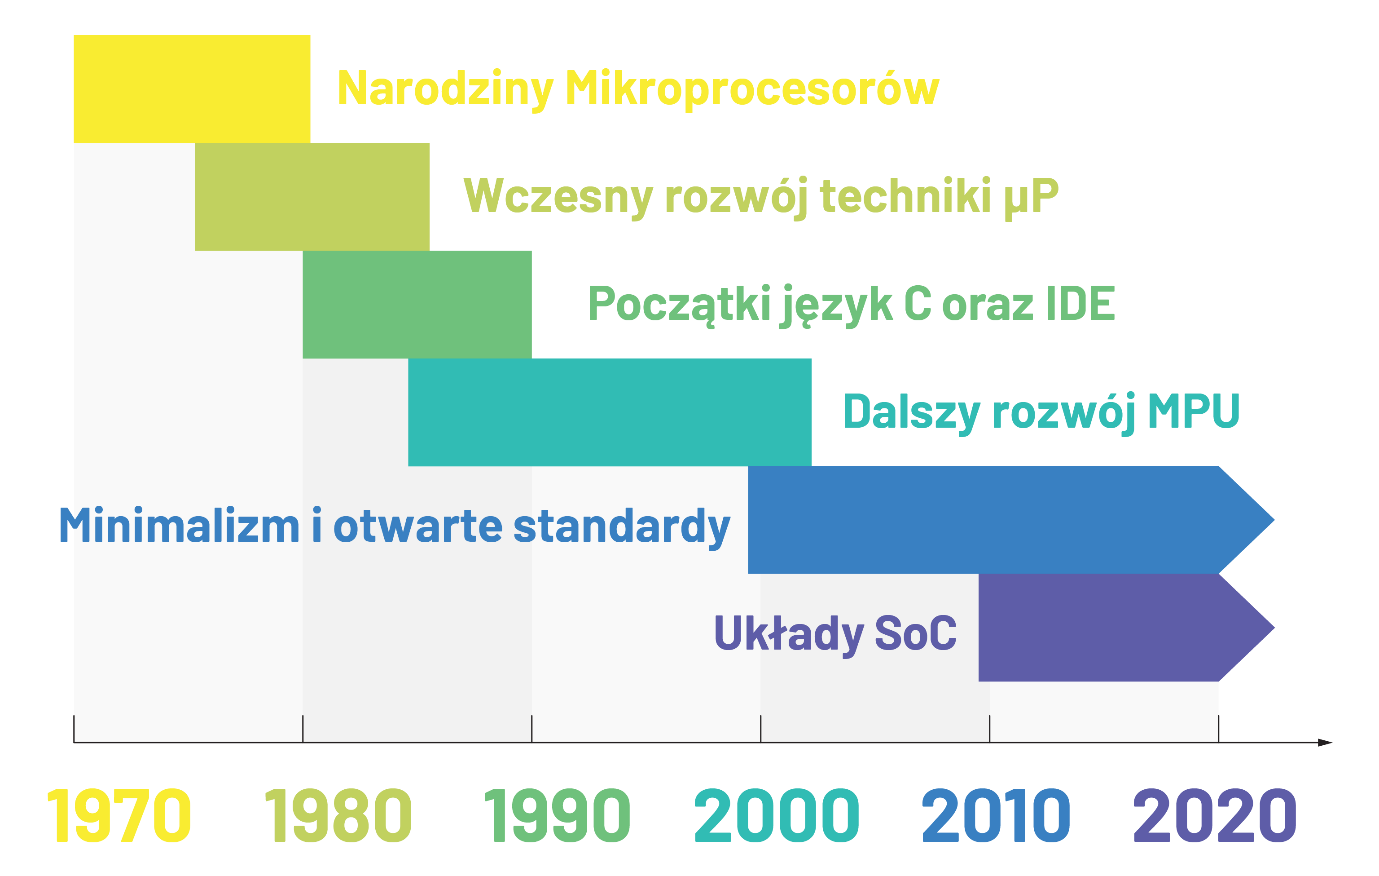 Narodziny Mikroprocesorów
Wczesny rozwój techniki µP
Początki język C oraz IDE
Dalszy rozwój MPU
Minimalizm i otwarte standardy
Układy SoC
1970 1980 1990 2000 2010 2020